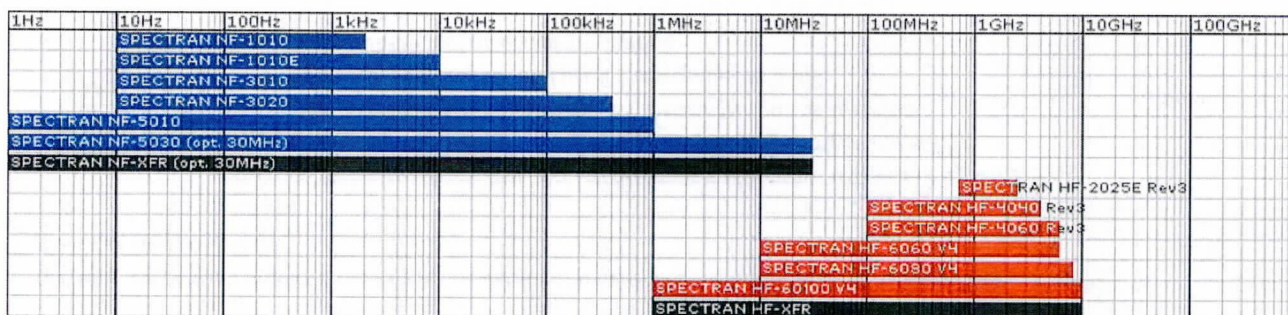 1Hz 10Hz 100Hz 1kHz 10kHz 100kHz 1MHz 10MHz 100MHz 1GHz 10GHz 100GHz
SPECTRAN NF-1010
SPECTRAN NF-1010E
SPECTRAN NF-3010
SPECTRAN NF-3020
SPECTRAN NF-5010
SPECTRAN NF-5030 (opt. 30MHz)
SPECTRAN NF-XFR (opt. 30MHz)
SPECTRAN HF-2025E Rev3
SPECTRAN HF-4040 Rev3
SPECTRAN HF-4060 Rev3
SPECTRAN HF-6060 V4
SPECTRAN HF-6080 V4
SPECTRAN HF-60100 V4
SPECTRAN HF-XFR